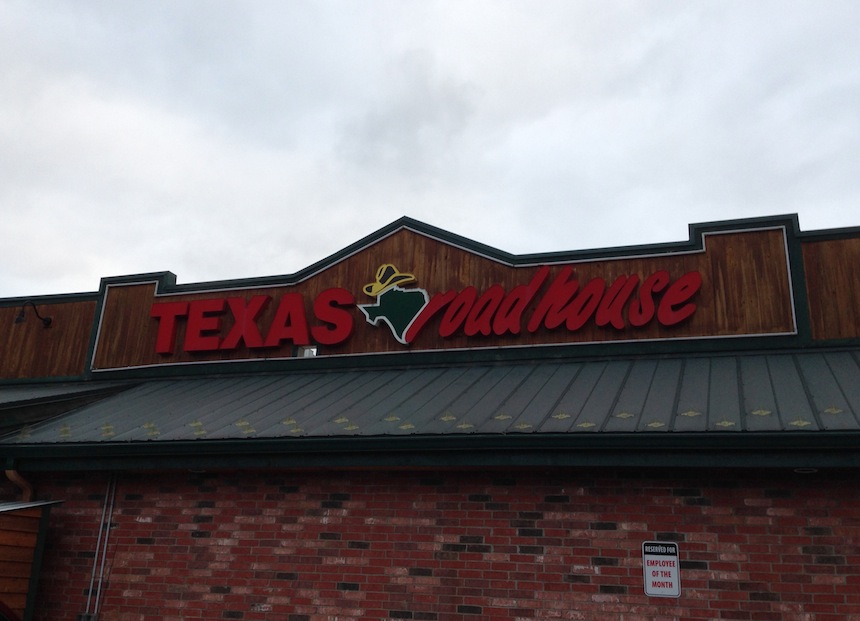 TEXAS roadhouse
RESERVED FOR
EMPLOYEE
OF THE
MONTH